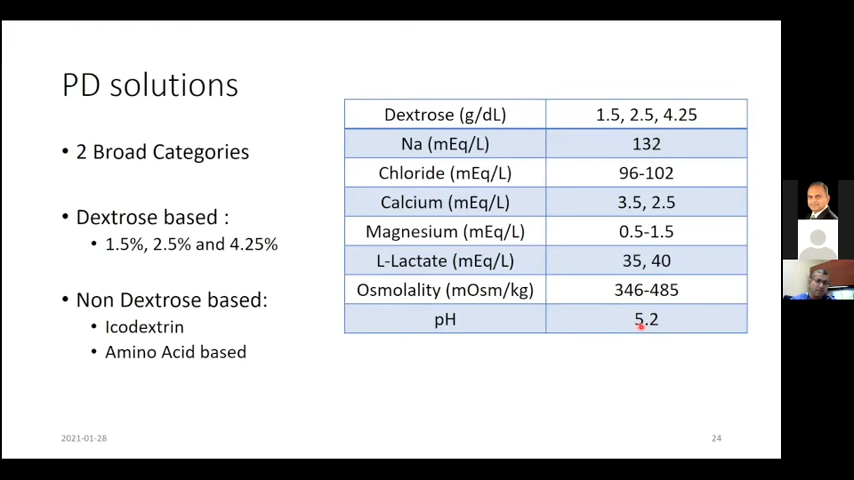 PD solutions
• 2 Broad Categories
• Dextrose based :
• 1.5%, 2.5% and 4.25%
• Non Dextrose based:
• Icodextrin
• Amino Acid based
Dextrose (g/dL) 1.5, 2.5, 4.25
Na (mEq/L) 132
Chloride (mEq/L) 96-102
Calcium (mEq/L) 3.5, 2.5
Magnesium (mEq/L) 0.5-1.5
L-Lactate (mEq/L) 35, 40
Osmolality (mOsm/kg) 346-485
pH 5.2
2021-01-28
24